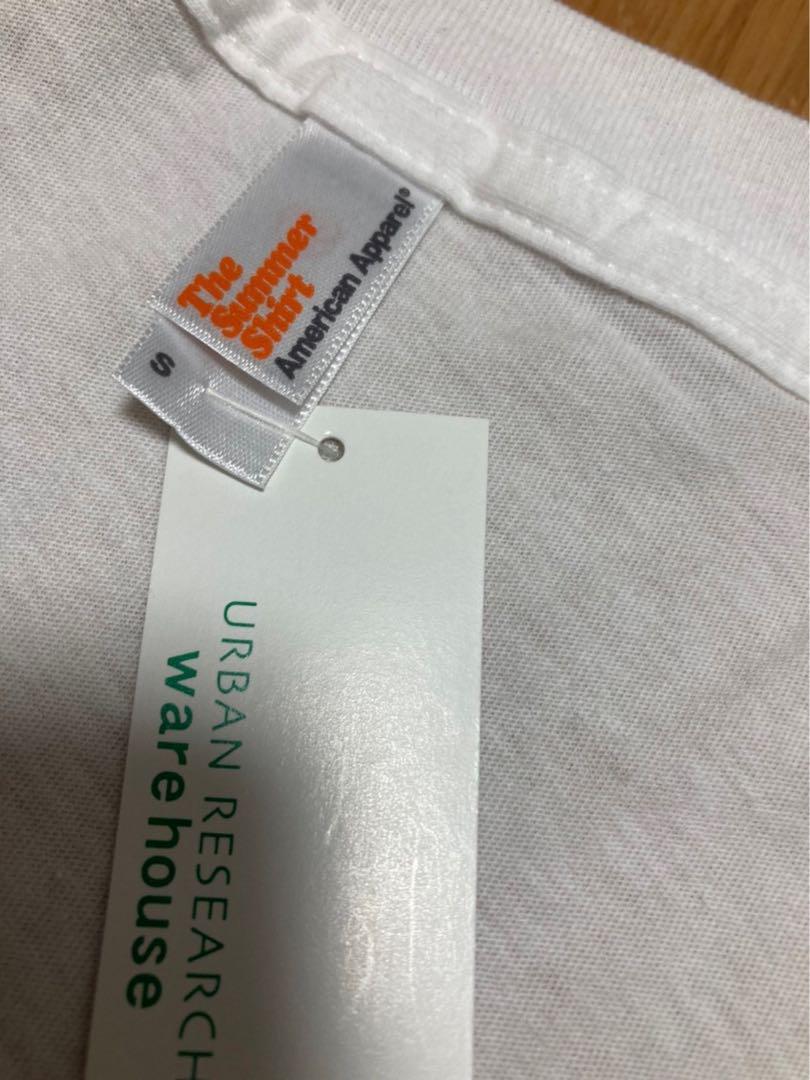 The
Summer
Shirt
American Apparel®
S
URBAN RESEARCH
warehouse